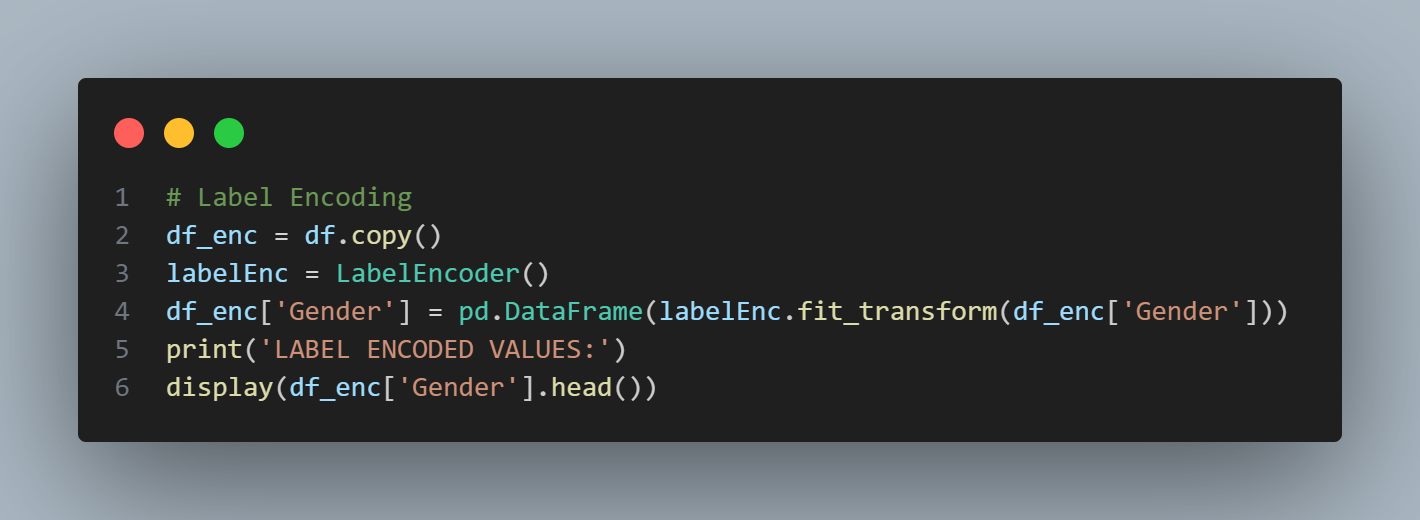 1 # Label Encoding
2 df_enc = df.copy()
3 labelEnc = LabelEncoder()
4 df_enc['Gender'] = pd.DataFrame(labelEnc.fit_transform(df_enc['Gender']))
5 print('LABEL ENCODED VALUES:')
6 display(df_enc['Gender'].head())